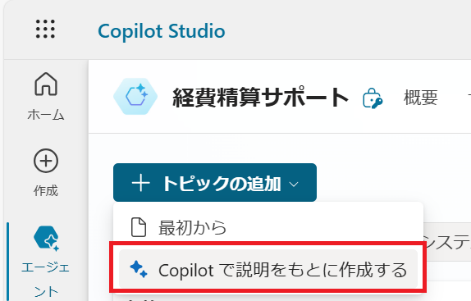 Copilot Studio
ホーム
経費精算サポート 概要
作成
トピックの追加
最初から
システ
Copilot で説明をもとに作成する
エージェ
ント